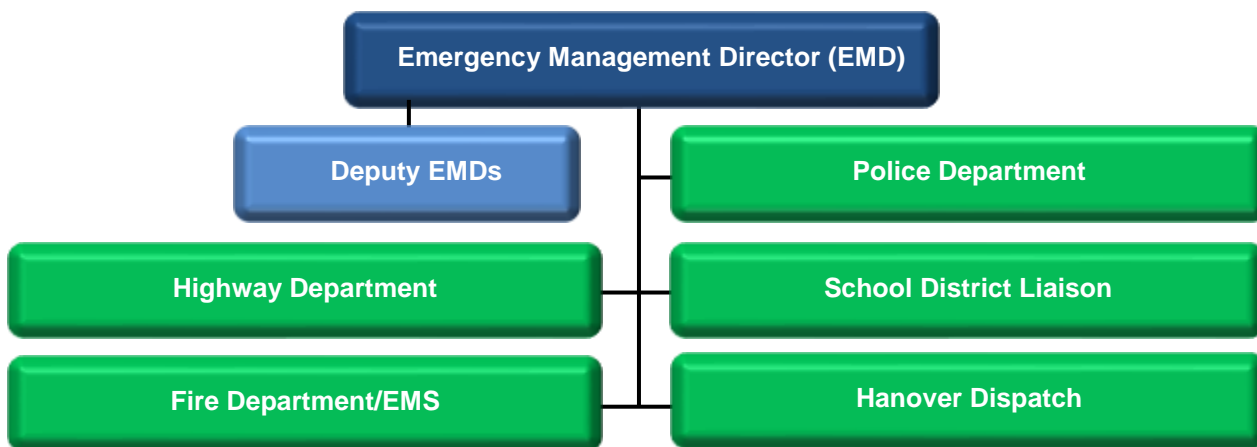 Emergency Management Director (EMD)
Deputy EMDs
Police Department
Highway Department
School District Liaison
Fire Department/EMS
Hanover Dispatch